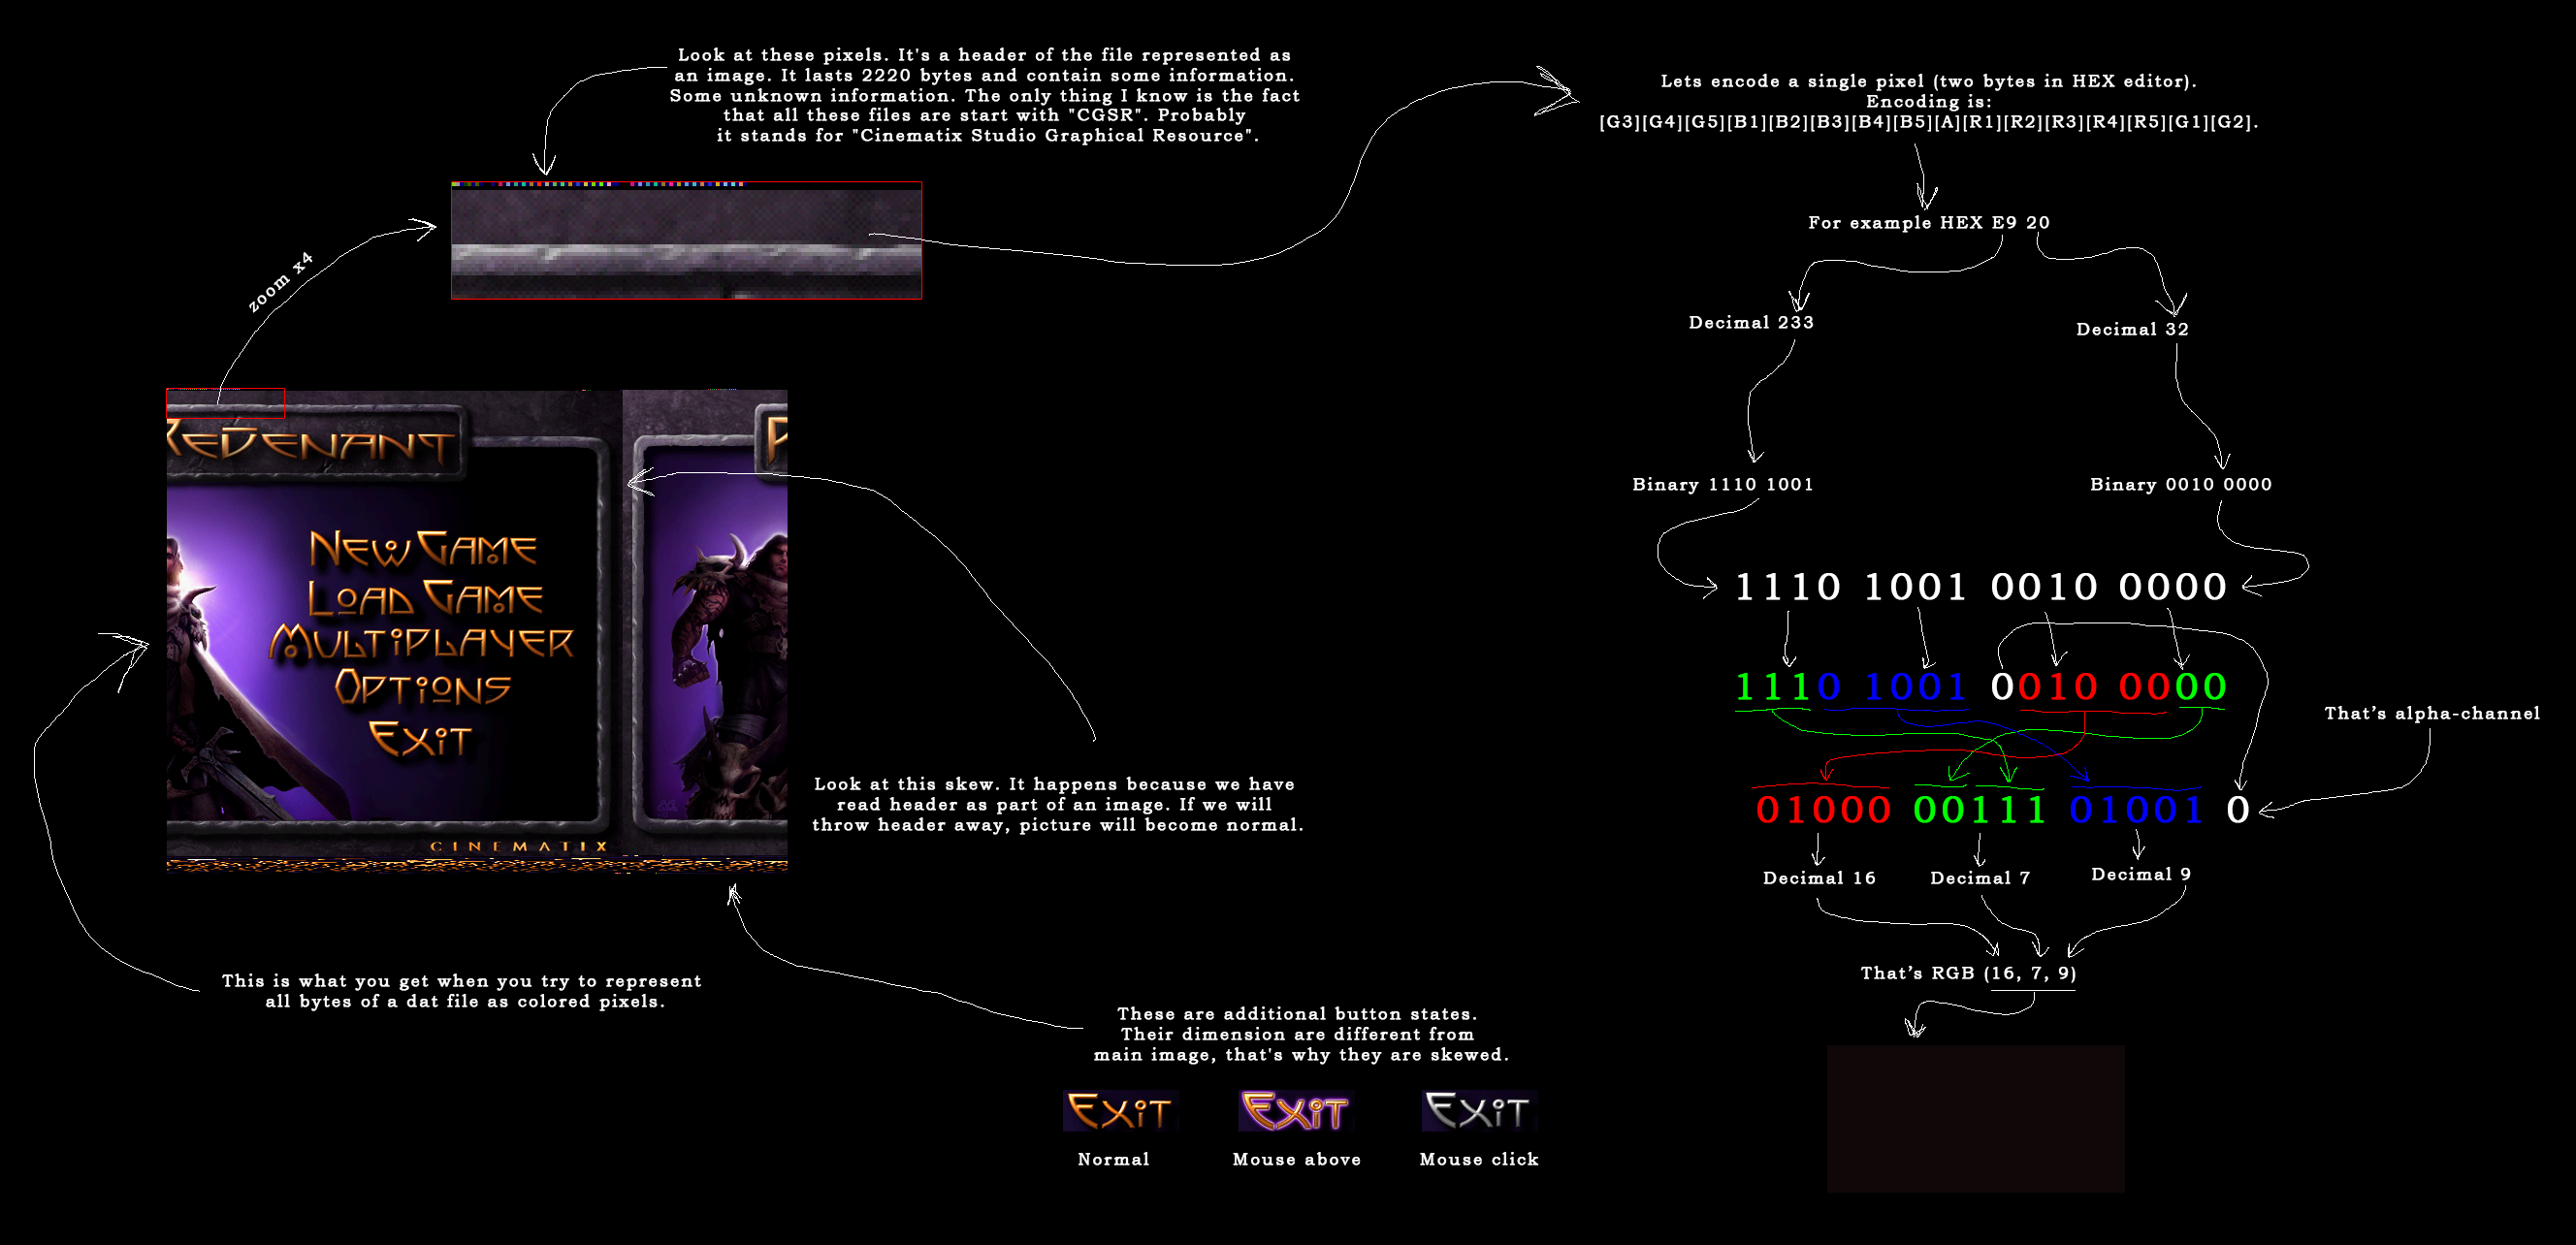 Look at these pixels. It's a header of the file represented as
an image. It lasts 2220 bytes and contain some information.
Some unknown information. The only thing I know is the fact
that all these files are start with "CGSR". Probably
it stands for "Cinematix Studio Graphical Resource".
zoom x4
REVENANT
NEW GAME
LOAD GAME
MULTIPLAYER
OPTIONS
EXIT
CINEMATIX
Look at this skew. It happens because we have
read header as part of an image. If we will
throw header away, picture will become normal.
This is what you get when you try to represent
all bytes of a dat file as colored pixels.
These are additional button states.
Their dimension are different from
main image, that's why they are skewed.
EXIT EXIT EXIT
Normal Mouse above Mouse click
Lets encode a single pixel (two bytes in HEX editor).
Encoding is:
[G3][G4][G5][B1][B2][B3][B4][B5][A][R1][R2][R3][R4][R5][G1][G2].
For example HEX E9 20
Decimal 233 Decimal 32
Binary 1110 1001 Binary 0010 0000
1110 1001 0010 0000
1110 1001 0010 0000
That's alpha-channel
01000 00111 01001 0
Decimal 16 Decimal 7 Decimal 9
That's RGB (16, 7, 9)